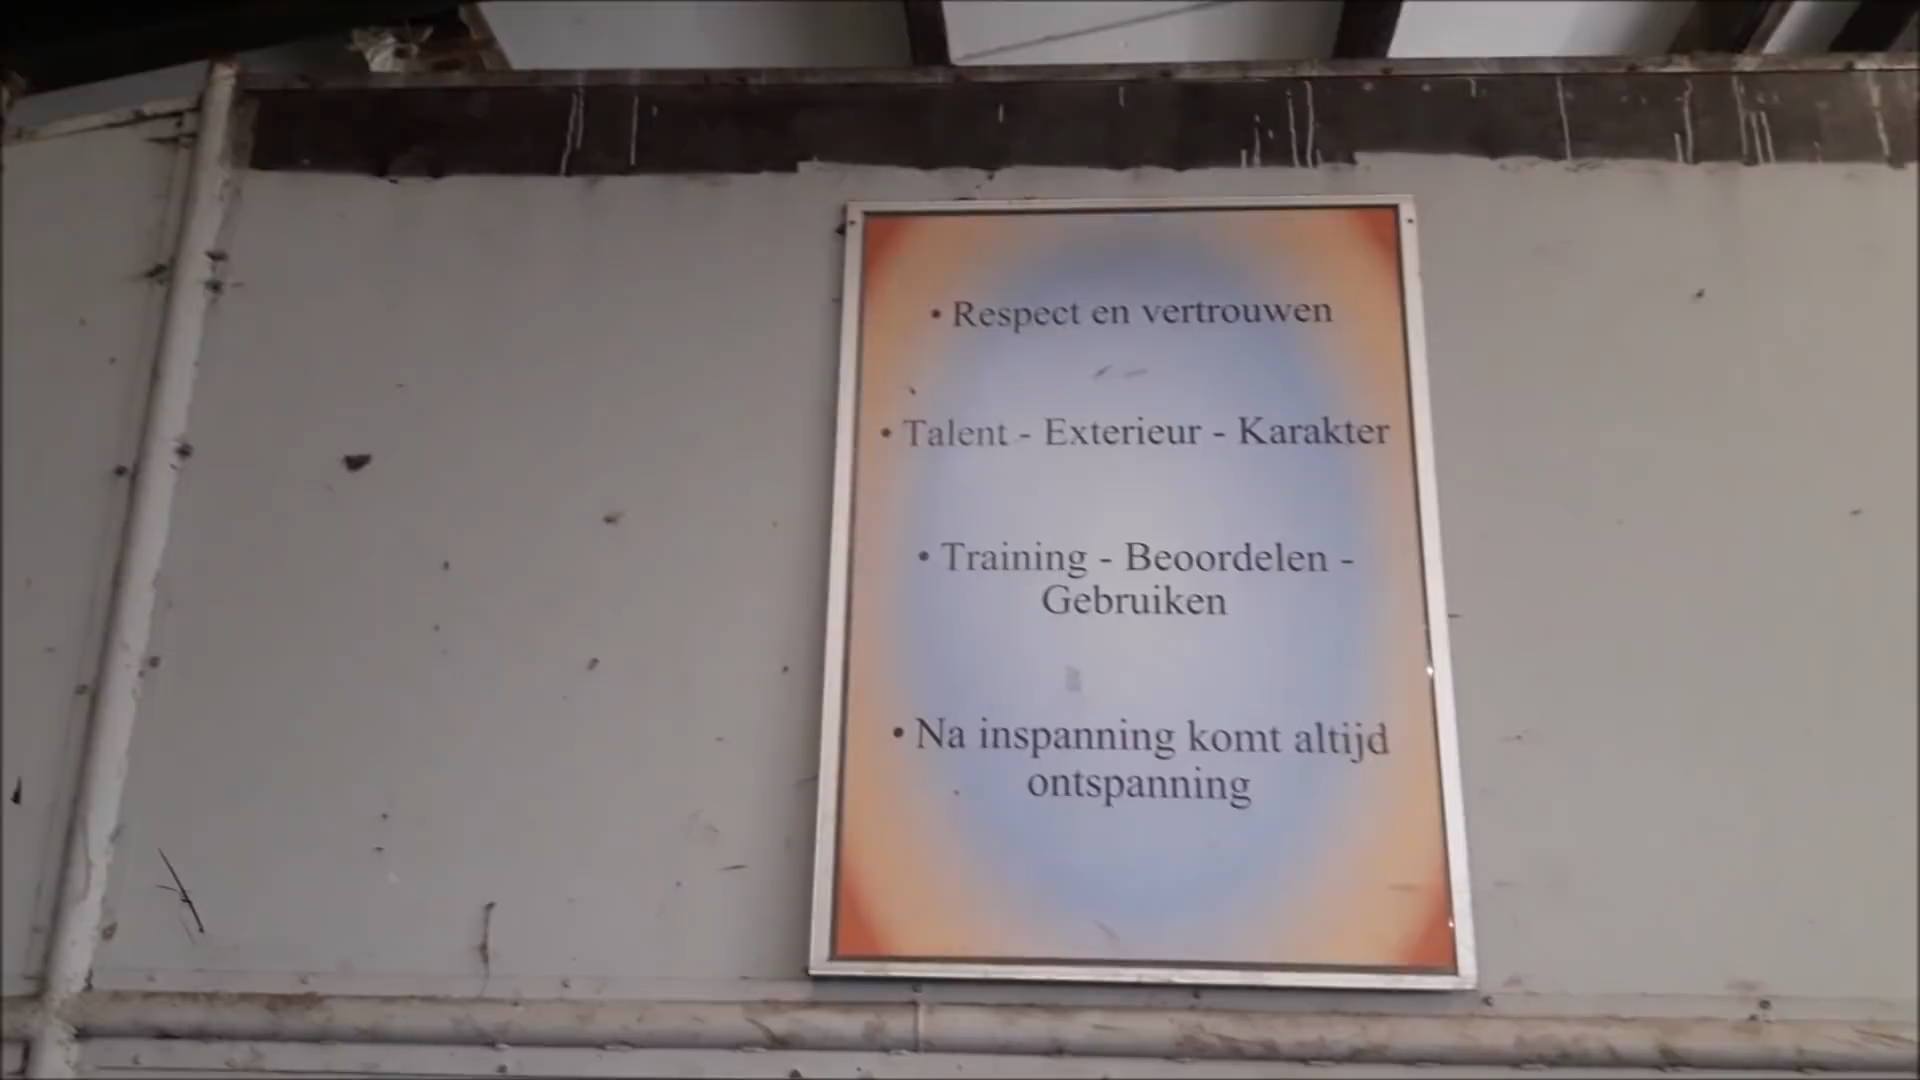 • Respect en vertrouwen
• Talent - Exterieur - Karakter
• Training - Beoordelen -
Gebruiken
• Na inspanning komt altijd
ontspanning